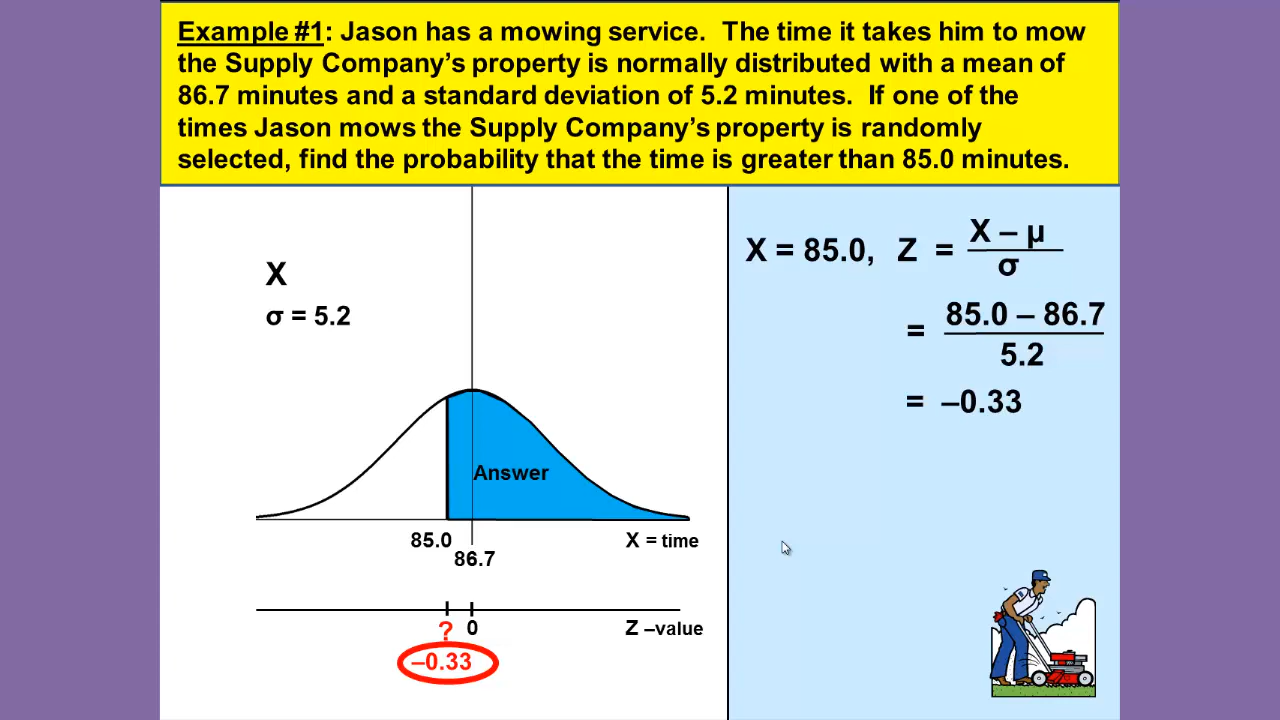 Example #1: Jason has a mowing service. The time it takes him to mow
the Supply Company's property is normally distributed with a mean of
86.7 minutes and a standard deviation of 5.2 minutes. If one of the
times Jason mows the Supply Company's property is randomly
selected, find the probability that the time is greater than 85.0 minutes.
X
σ = 5.2
Answer
85.0
86.7
X = time
? 0
Z –value
–0.33
X = 85.0, Z = X – μ
σ
= 85.0 – 86.7
5.2
= –0.33